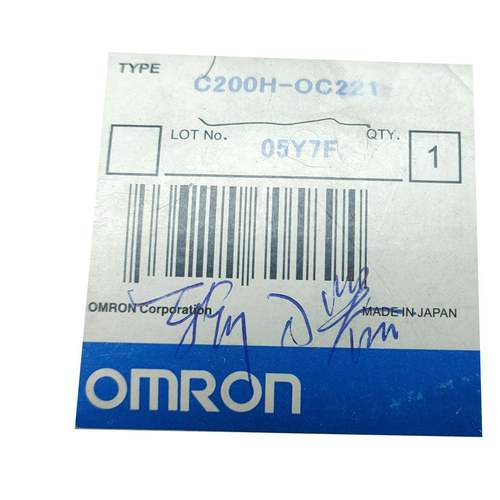 TYPE
C200H-OC221
LOT No.
QTY.
05Y7F
1
OMRON Corporation
MADE IN JAPAN
OMRON